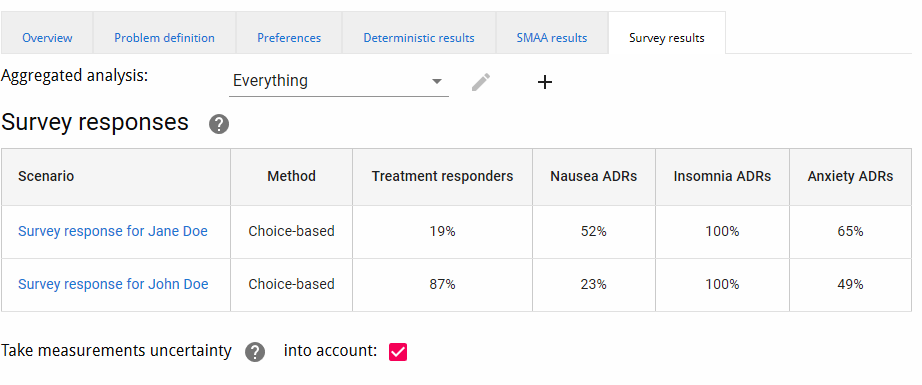 Overview Problem definition Preferences Deterministic results SMAA results Survey results
Aggregated analysis: Everything
Survey responses
Scenario Method Treatment responders Nausea ADRs Insomnia ADRs Anxiety ADRs
Survey response for Jane Doe Choice-based 19% 52% 100% 65%
Survey response for John Doe Choice-based 87% 23% 100% 49%
Take measurements uncertainty into account: